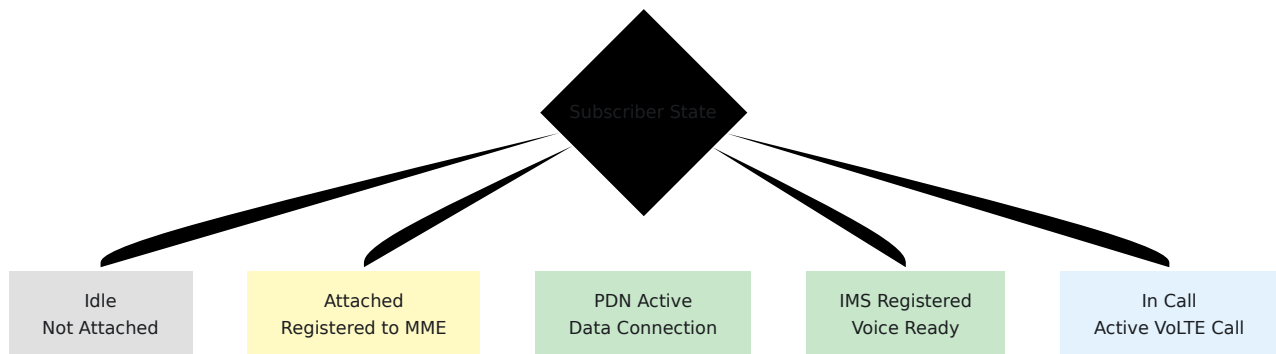 Subscriber State
Idle
Not Attached
Attached
Registered to MME
PDN Active
Data Connection
IMS Registered
Voice Ready
In Call
Active VoLTE Call